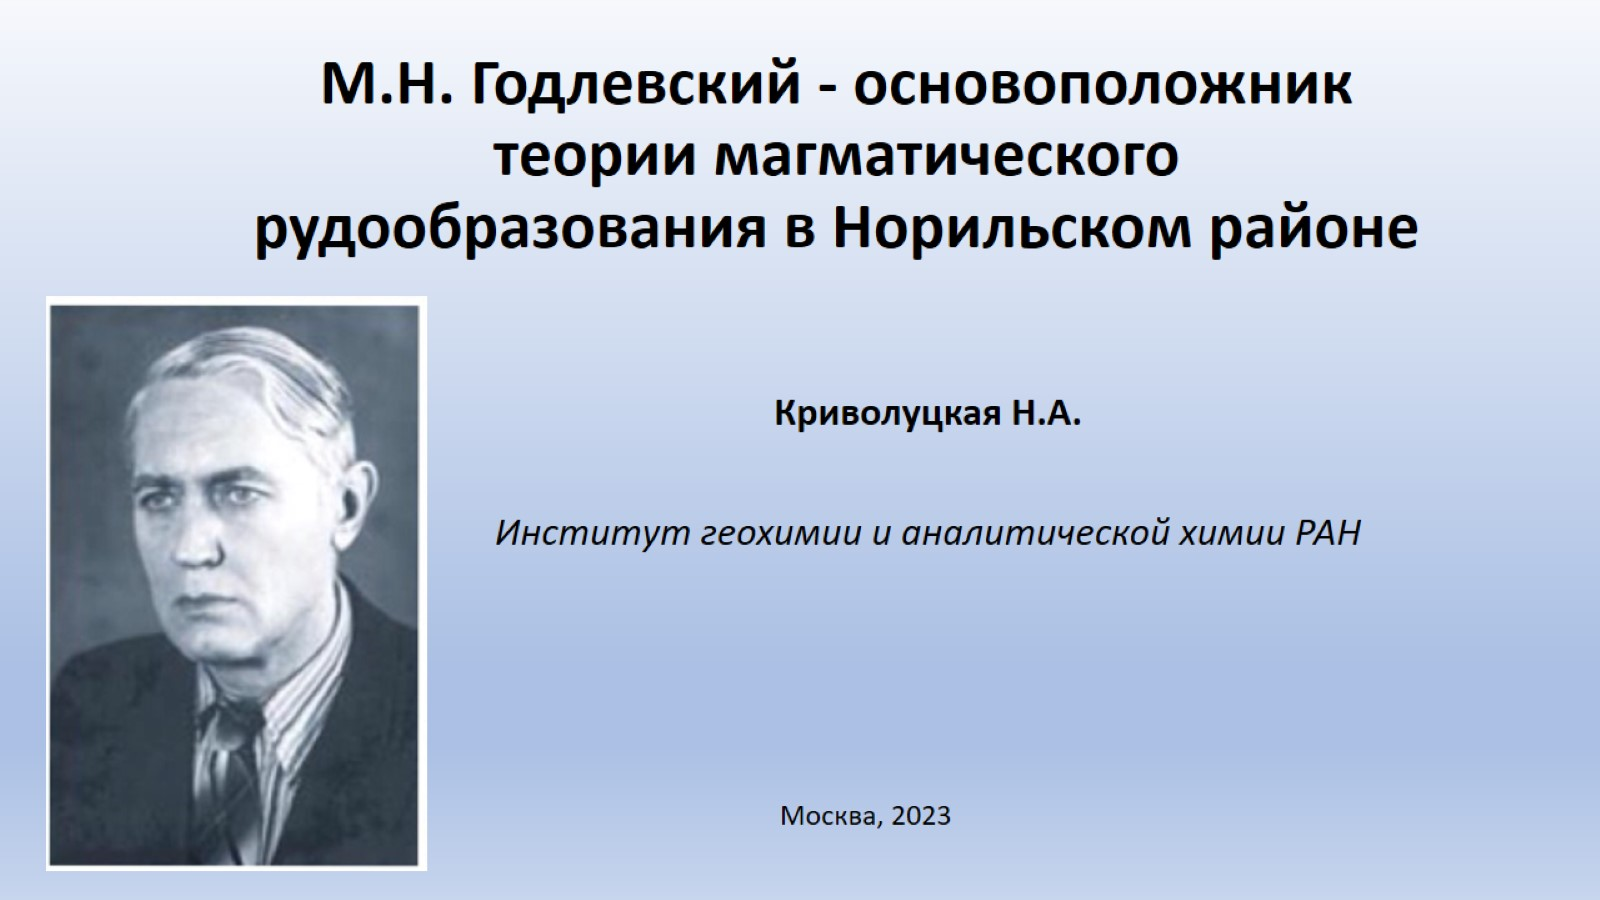 М.Н. Годлевский - основоположник
теории магматического
рудообразования в Норильском районе
Криволуцкая Н.А.
Институт геохимии и аналитической химии РАН
Москва, 2023